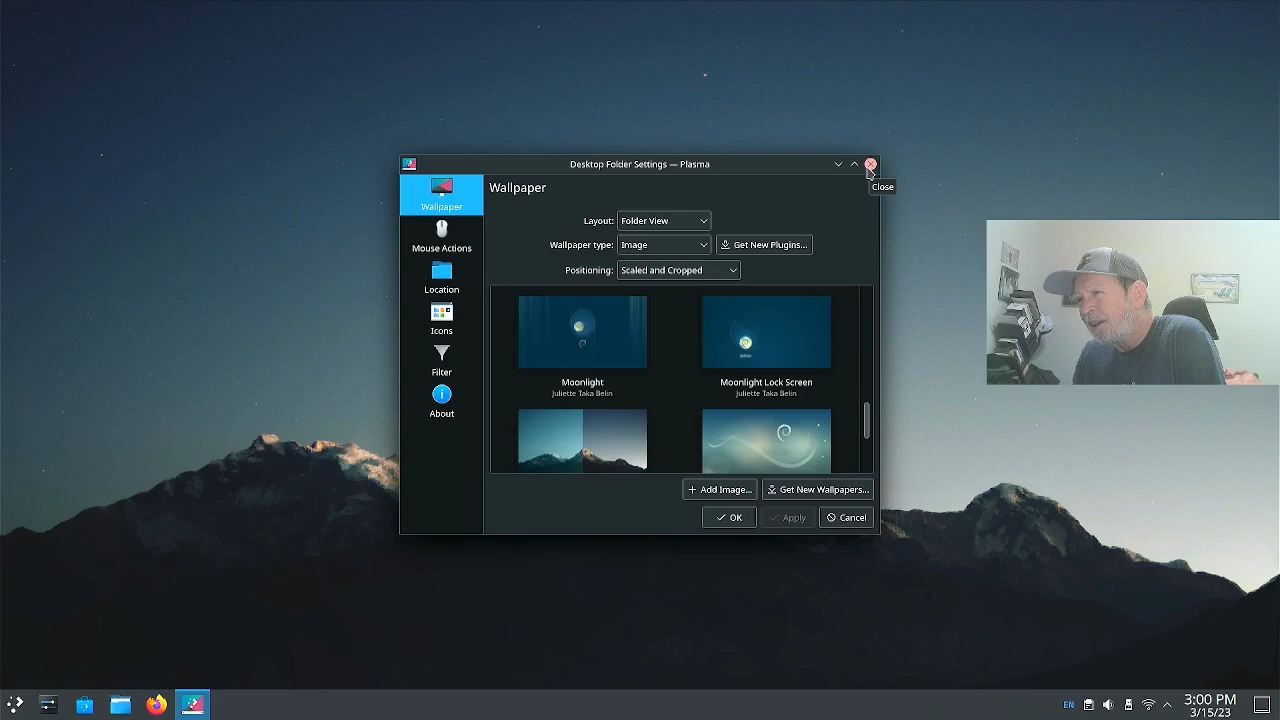 Desktop Folder Settings — Plasma
Close
Wallpaper
Mouse Actions
Location
Icons
Filter
About
Wallpaper
Layout: Folder View
Wallpaper type: Image Get New Plugins...
Positioning: Scaled and Cropped
Moonlight Moonlight Lock Screen
Juliette Taka Belin Juliette Taka Belin
Add Image... Get New Wallpapers...
OK Apply Cancel
EN 3:00 PM
3/15/23